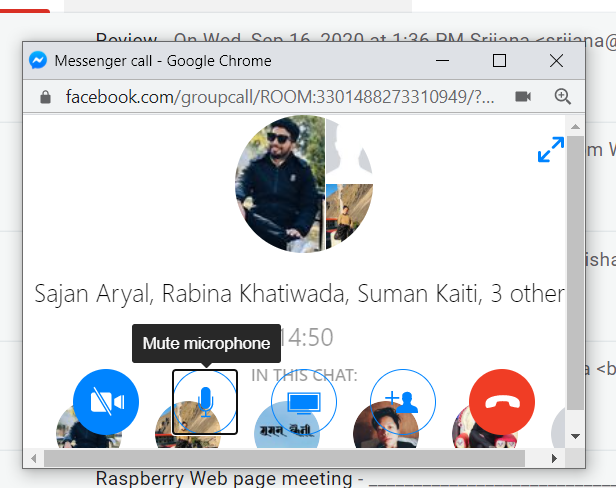 Review - On Wed, Sep 16, 2020 at 1:36 PM Srijana <srijana@
Messenger call - Google Chrome
facebook.com/groupcall/ROOM:3301488273310949/?...
m W
Sajan Aryal, Rabina Khatiwada, Suman Kaiti, 3 other
isha
14:50
Mute microphone
a <b
IN THIS CHAT:
सुमन कैती
Raspberry Web page meeting - ____________________